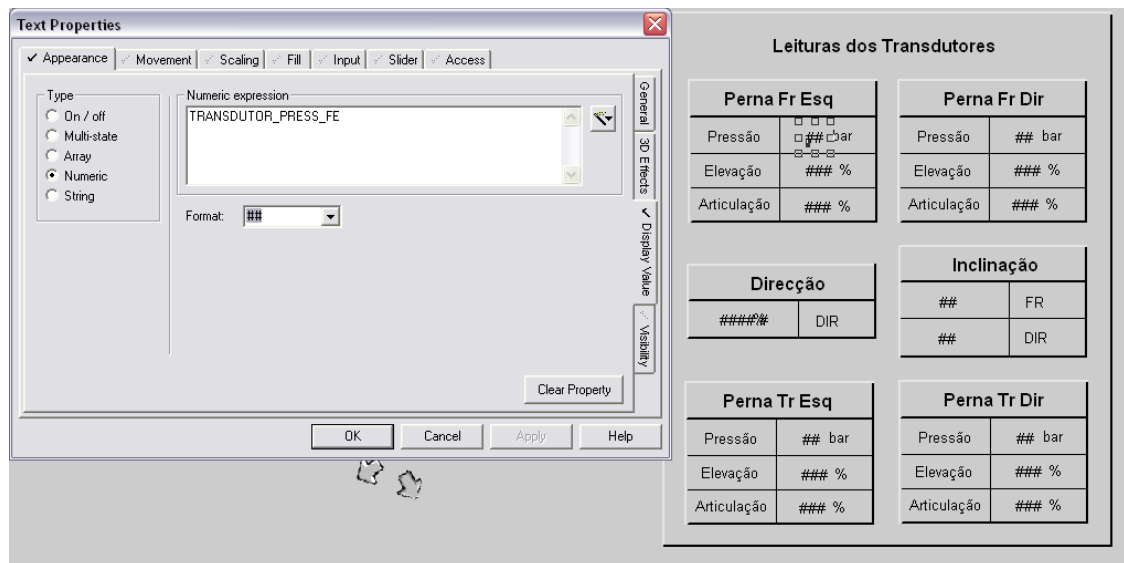 Text Properties
Appearance Movement Scaling Fill Input Slider Access
Type
On / off
Multi-state
Array
Numeric
String
Numeric expression
TRANSDUTOR_PRESS_FE
Format: ##
General
3D Effects
Display Value
Visibility
Clear Property
OK Cancel Apply Help
Leituras dos Transdutores
Perna Fr Esq
Pressão ## bar
Elevação ### %
Articulação ### %
Perna Fr Dir
Pressão ## bar
Elevação ### %
Articulação ### %
Direcção
DIR
Inclinação
## FR
## DIR
Perna Tr Esq
Pressão ## bar
Elevação ### %
Articulação ### %
Perna Tr Dir
Pressão ## bar
Elevação ### %
Articulação ### %